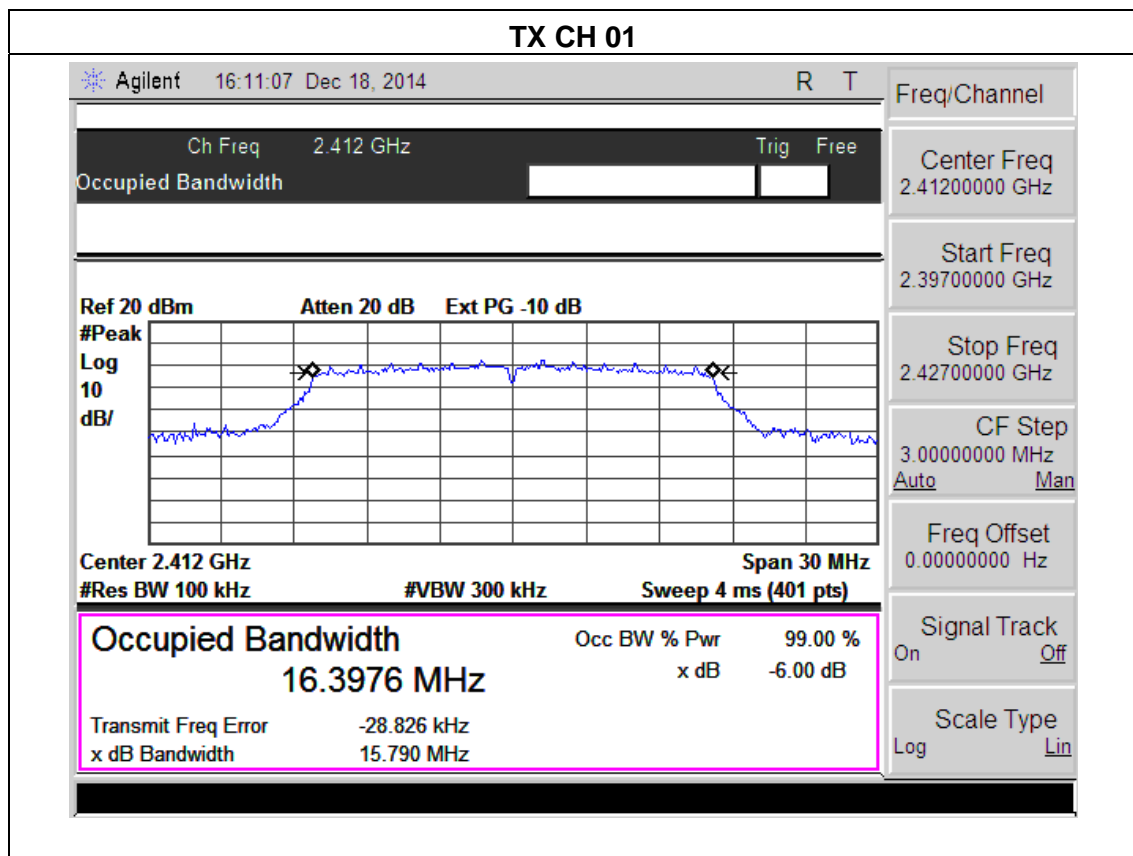 TX CH 01
Agilent 16:11:07 Dec 18, 2014 R T
Freq/Channel
Ch Freq 2.412 GHz Trig Free
Occupied Bandwidth
Center Freq
2.41200000 GHz
Start Freq
2.39700000 GHz
Stop Freq
2.42700000 GHz
CF Step
3.00000000 MHz
Auto Man
Freq Offset
0.00000000 Hz
Signal Track
On Off
Scale Type
Log Lin
Ref 20 dBm Atten 20 dB Ext PG -10 dB
#Peak
Log
10
dB/
Center 2.412 GHz Span 30 MHz
#Res BW 100 kHz #VBW 300 kHz Sweep 4 ms (401 pts)
Occupied Bandwidth Occ BW % Pwr 99.00 %
16.3976 MHz x dB -6.00 dB
Transmit Freq Error -28.826 kHz
x dB Bandwidth 15.790 MHz